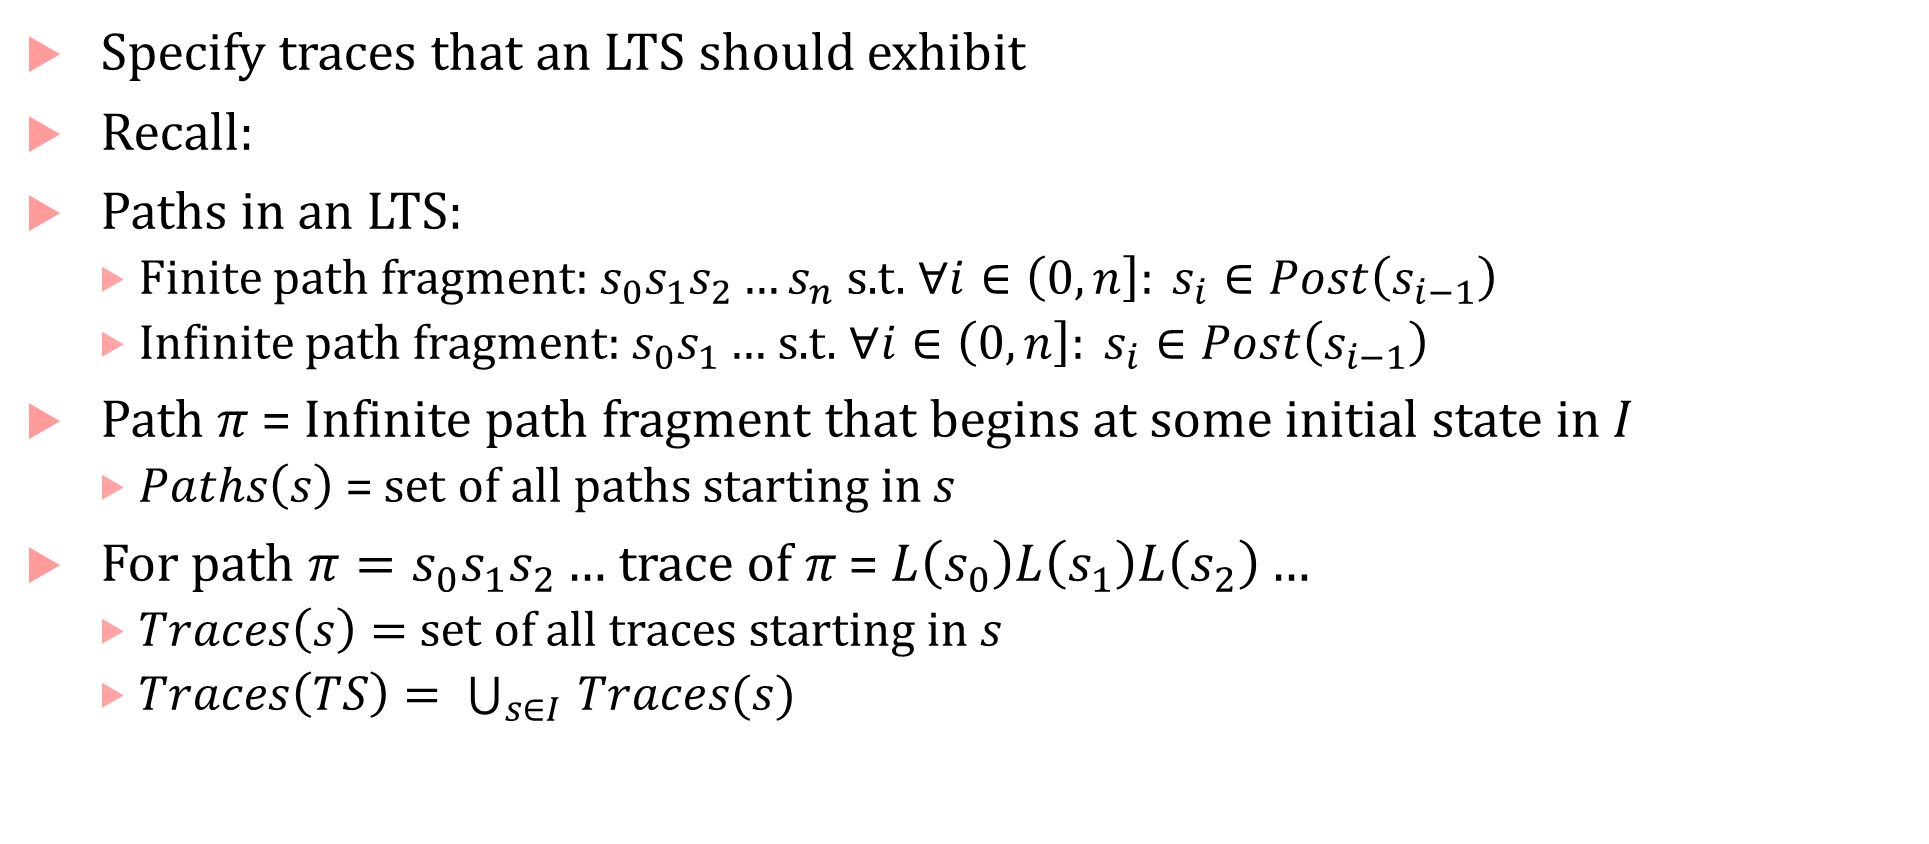 Specify traces that an LTS should exhibit
Recall:
Paths in an LTS:
Finite path fragment: s₀s₁s₂ … sₙ s.t. ∀i ∈ (0, n]: sᵢ ∈ Post(sᵢ₋₁)
Infinite path fragment: s₀s₁ … s.t. ∀i ∈ (0, n]: sᵢ ∈ Post(sᵢ₋₁)
Path π = Infinite path fragment that begins at some initial state in I
Paths(s) = set of all paths starting in s
For path π = s₀s₁s₂ … trace of π = L(s₀)L(s₁)L(s₂) …
Traces(s) = set of all traces starting in s
Traces(TS) = ⋃_{s∈I} Traces(s)